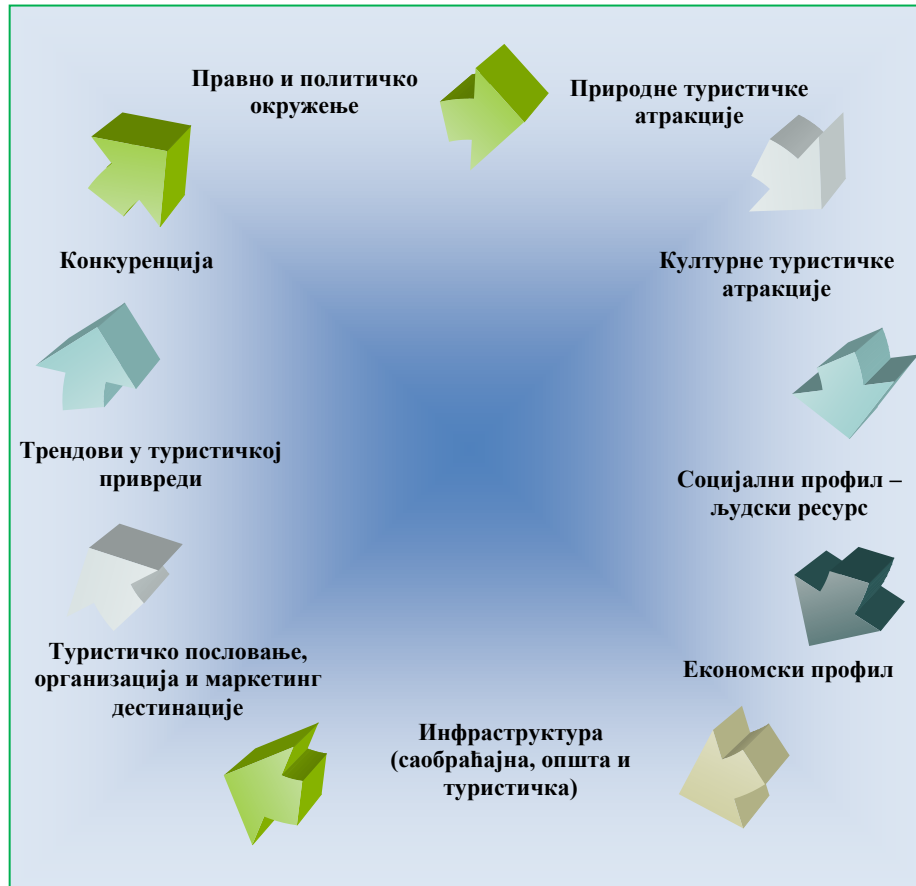 Правно и политичко
окружење
Природне туристичке
атракције
Културне туристичке
атракције
Социјални профил –
људски ресурс
Економски профил
Инфраструктура
(саобраћајна, општа и
туристичка)
Туристичко пословање,
организација и маркетинг
дестинације
Трендови у туристичкој
привреди
Конкуренција